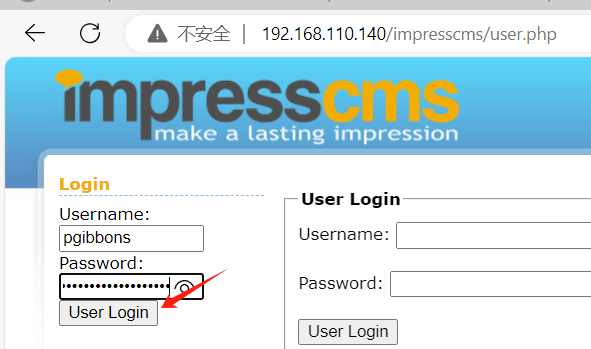 不安全 | 192.168.110.140/impresscms/user.php
impresscms
make a lasting impression
Login
Username:
pgibbons
Password:
User Login
User Login
Username:
Password:
User Login